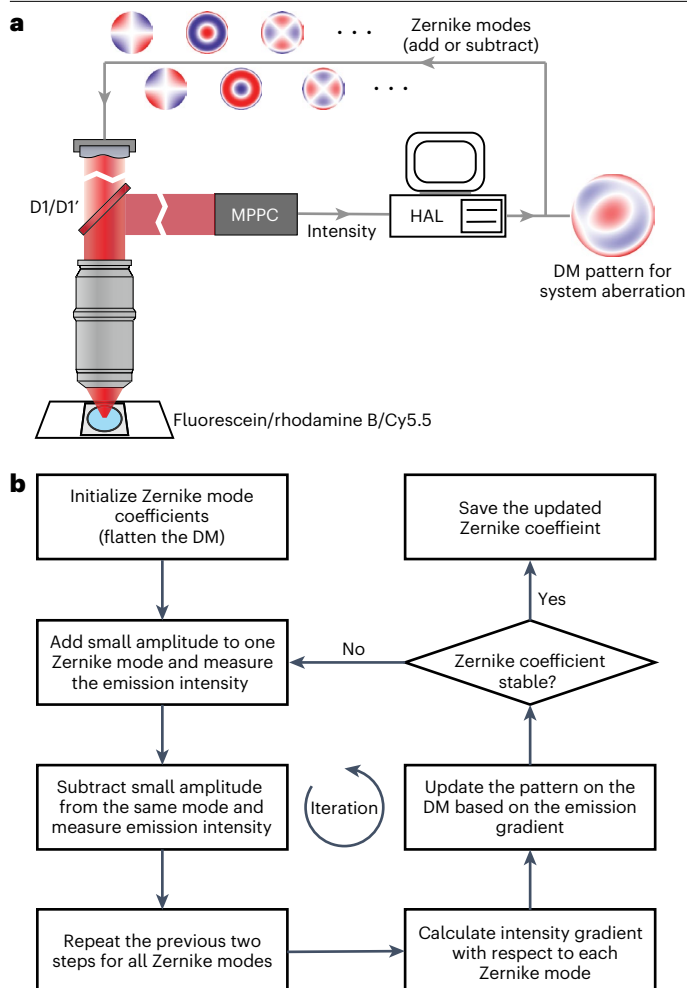 a
Zernike modes
(add or subtract)
D1/D1′
MPPC
Intensity
HAL
DM pattern for
system aberration
Fluorescein/rhodamine B/Cy5.5
b
Initialize Zernike mode
coefficients
(flatten the DM)
Add small amplitude to one
Zernike mode and measure
the emission intensity
Subtract small amplitude
from the same mode and
measure emission intensity
Repeat the previous two
steps for all Zernike modes
Iteration
Calculate intensity gradient
with respect to each
Zernike mode
Update the pattern on the
DM based on the emission
gradient
Zernike coefficient
stable?
No
Yes
Save the updated
Zernike coeffieint